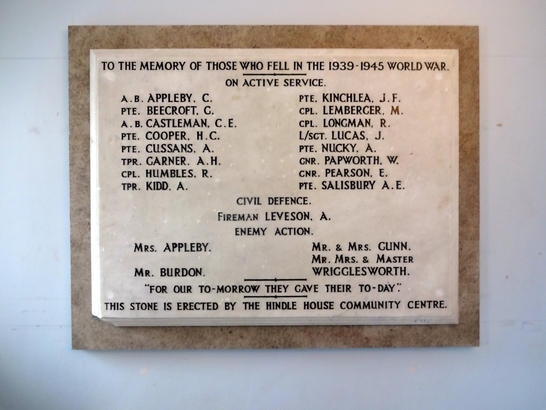 TO THE MEMORY OF THOSE WHO FELL IN THE 1939-1945 WORLD WAR.
ON ACTIVE SERVICE.
A.B. APPLEBY, C.
PTE. BEECROFT, G.
A.B. CASTLEMAN, C.E.
PTE. COOPER, H.C.
PTE. CUSSANS, A.
TPR. GARNER, A.H.
CPL. HUMBLES, R.
TPR. KIDD, A.
PTE. KINCHLEA, J.F.
CPL. LEMBERGER, M.
CPL. LONGMAN, R.
L/SGT. LUCAS, J.
PTE. NUCKY, A.
GNR. PAPWORTH, W.
GNR. PEARSON, E.
PTE. SALISBURY A.E.
CIVIL DEFENCE.
FIREMAN LEVESON, A.
ENEMY ACTION.
MRS. APPLEBY.
MR. BURDON.
MR. & MRS. GUNN.
MR. MRS. & MASTER
WRIGGLESWORTH.
"FOR OUR TO-MORROW THEY GAVE THEIR TO-DAY".
THIS STONE IS ERECTED BY THE HINDLE HOUSE COMMUNITY CENTRE.